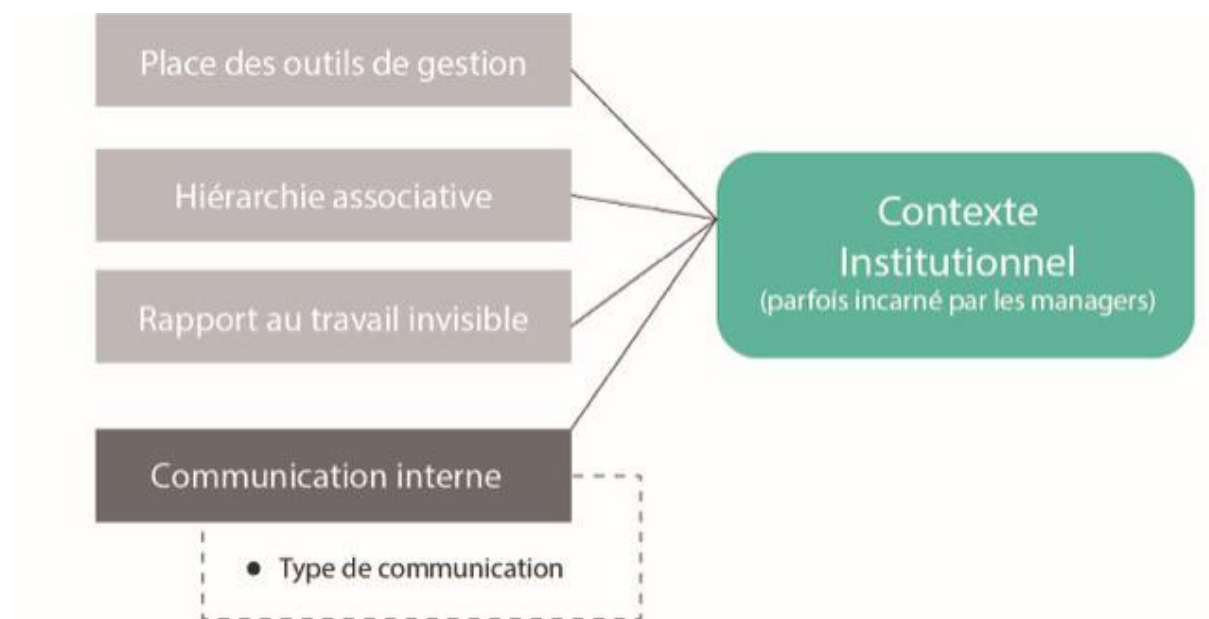 Place des outils de gestion
Hiérarchie associative
Rapport au travail invisible
Communication interne
● Type de communication
Contexte
Institutionnel
(parfois incarné par les managers)